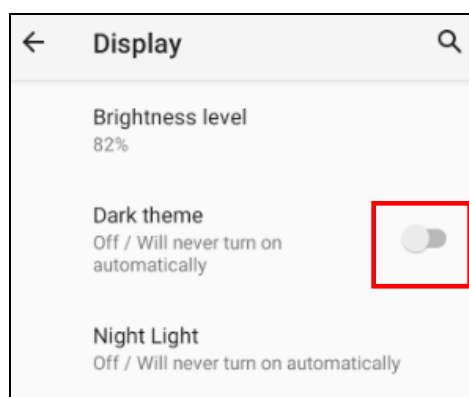 Display
Brightness level
82%
Dark theme
Off / Will never turn on
automatically
Night Light
Off / Will never turn on automatically